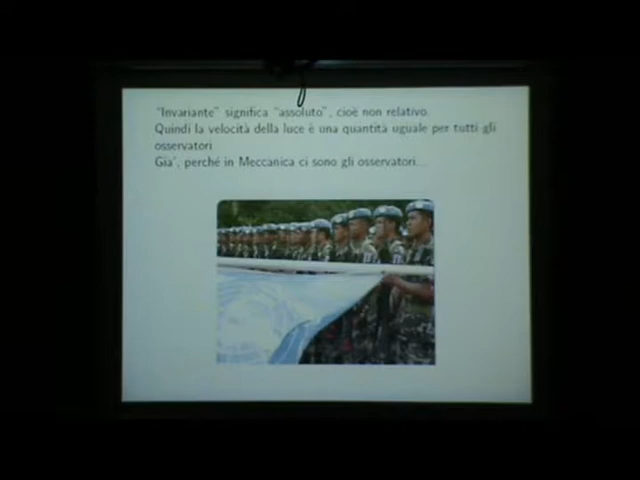 "Invariante" significa "assoluto", cioè non relativo.
Quindi la velocità della luce è una quantità uguale per tutti gli
osservatori
Gia', perché in Meccanica ci sono gli osservatori...